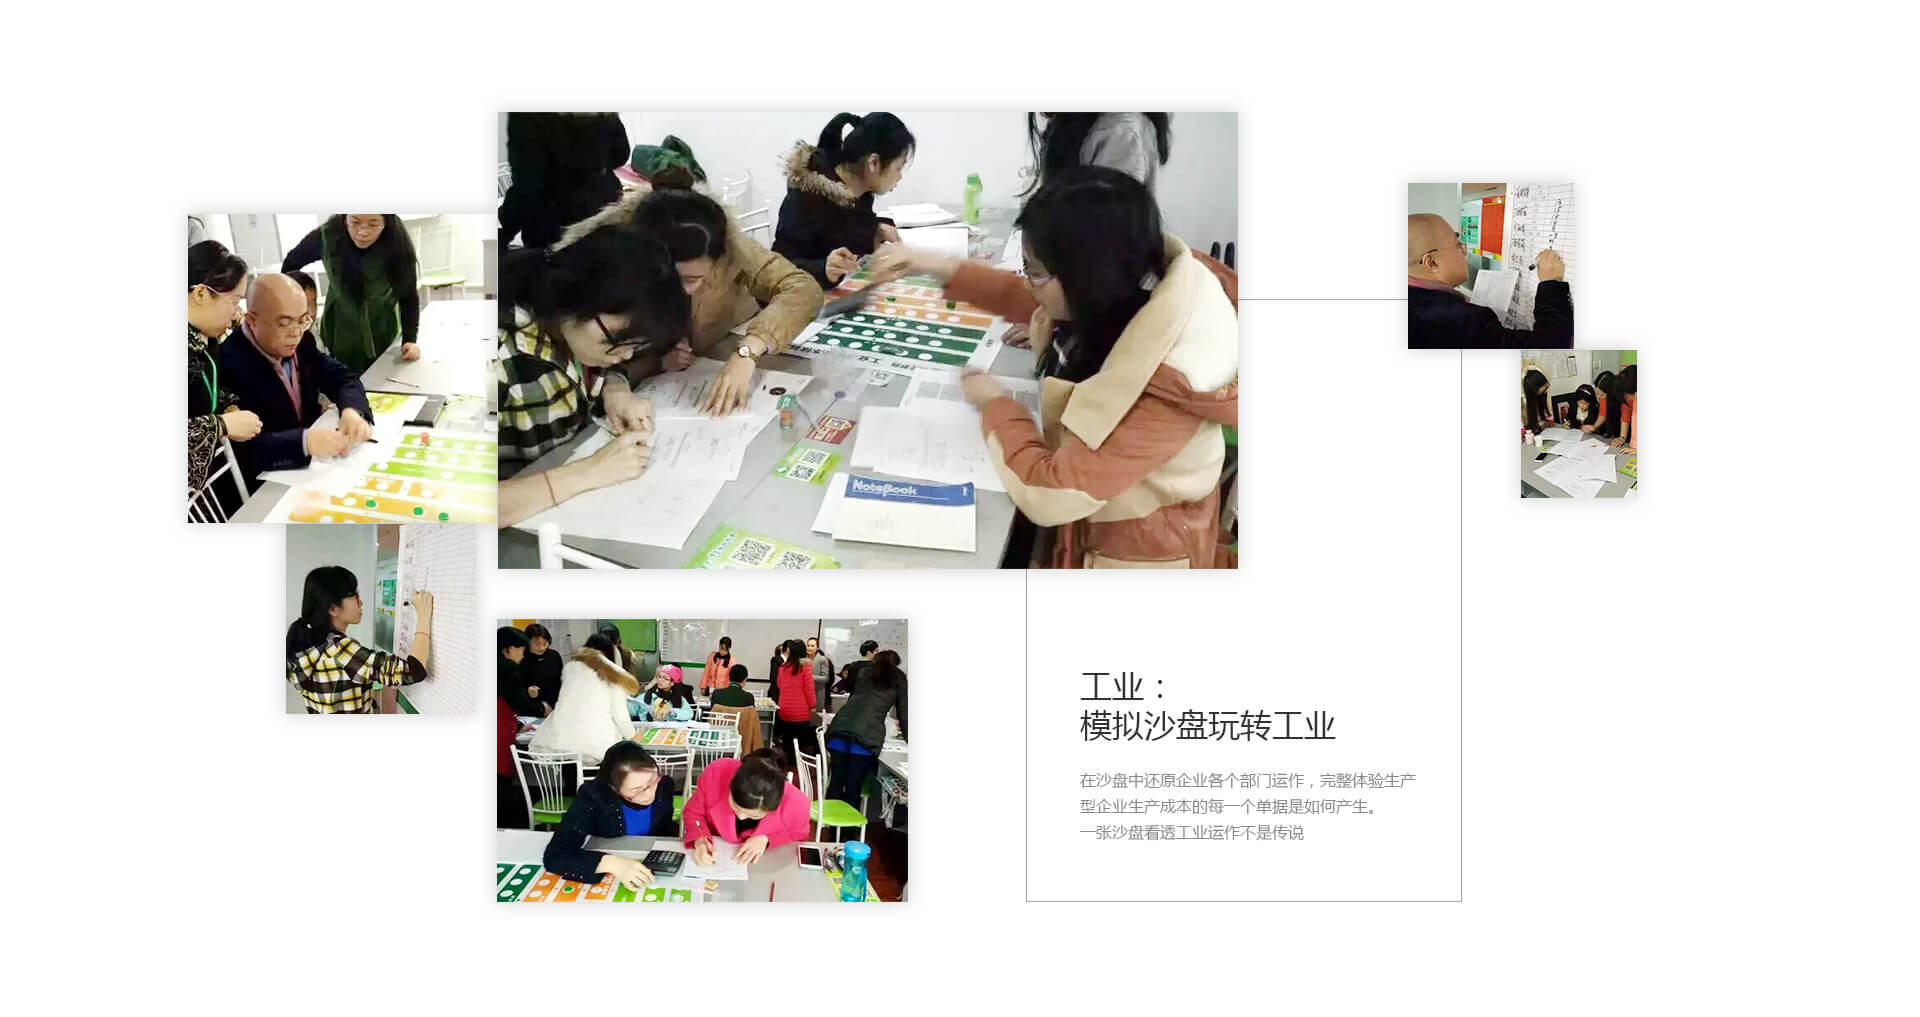 工业
NoteBook
工业：
模拟沙盘玩转工业
在沙盘中还原企业各个部门运作，完整体验生产
型企业生产成本的每一个单据是如何产生。
一张沙盘看透工业运作不是传说